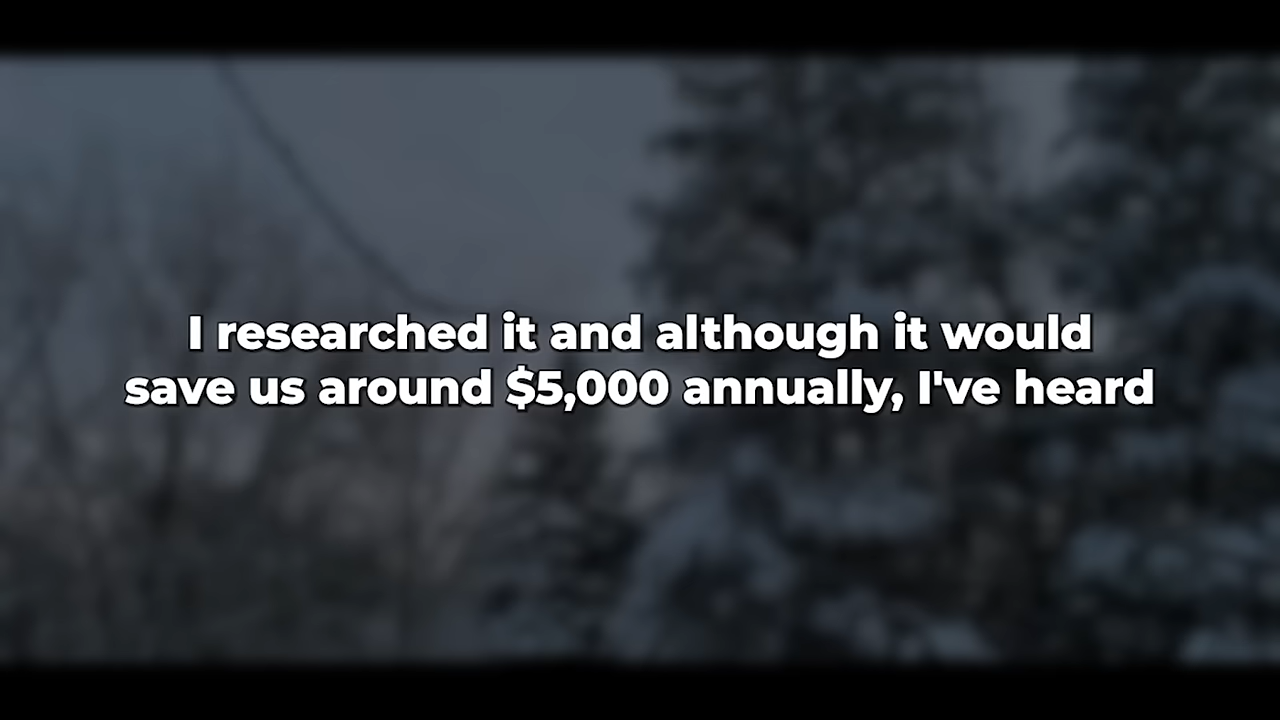 I researched it and although it would
save us around $5,000 annually, I've heard